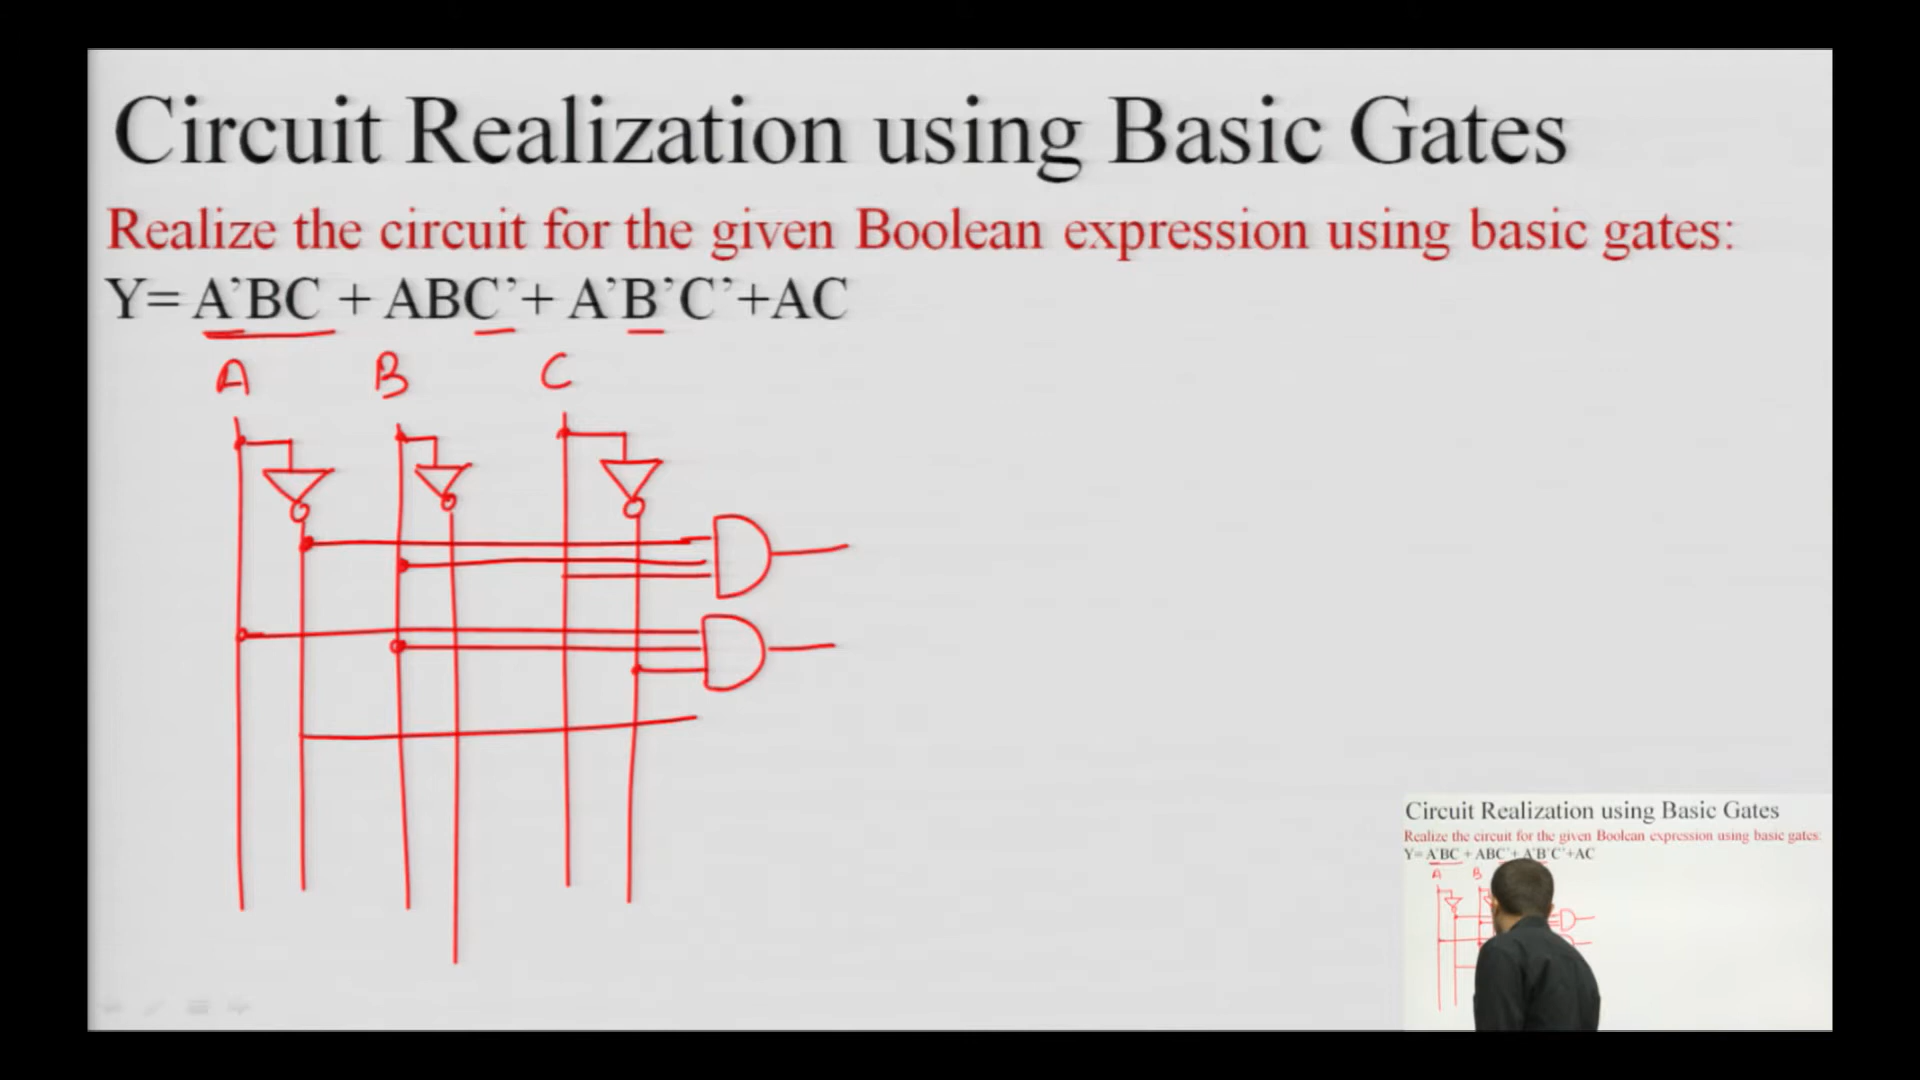 Circuit Realization using Basic Gates
Realize the circuit for the given Boolean expression using basic gates:
Y= A’BC + ABC’+ A’B’C’+AC
A B C
Circuit Realization using Basic Gates
Realize the circuit for the given Boolean expression using basic gates:
Y= A’BC + ABC’+ A’B’C’+AC
A B